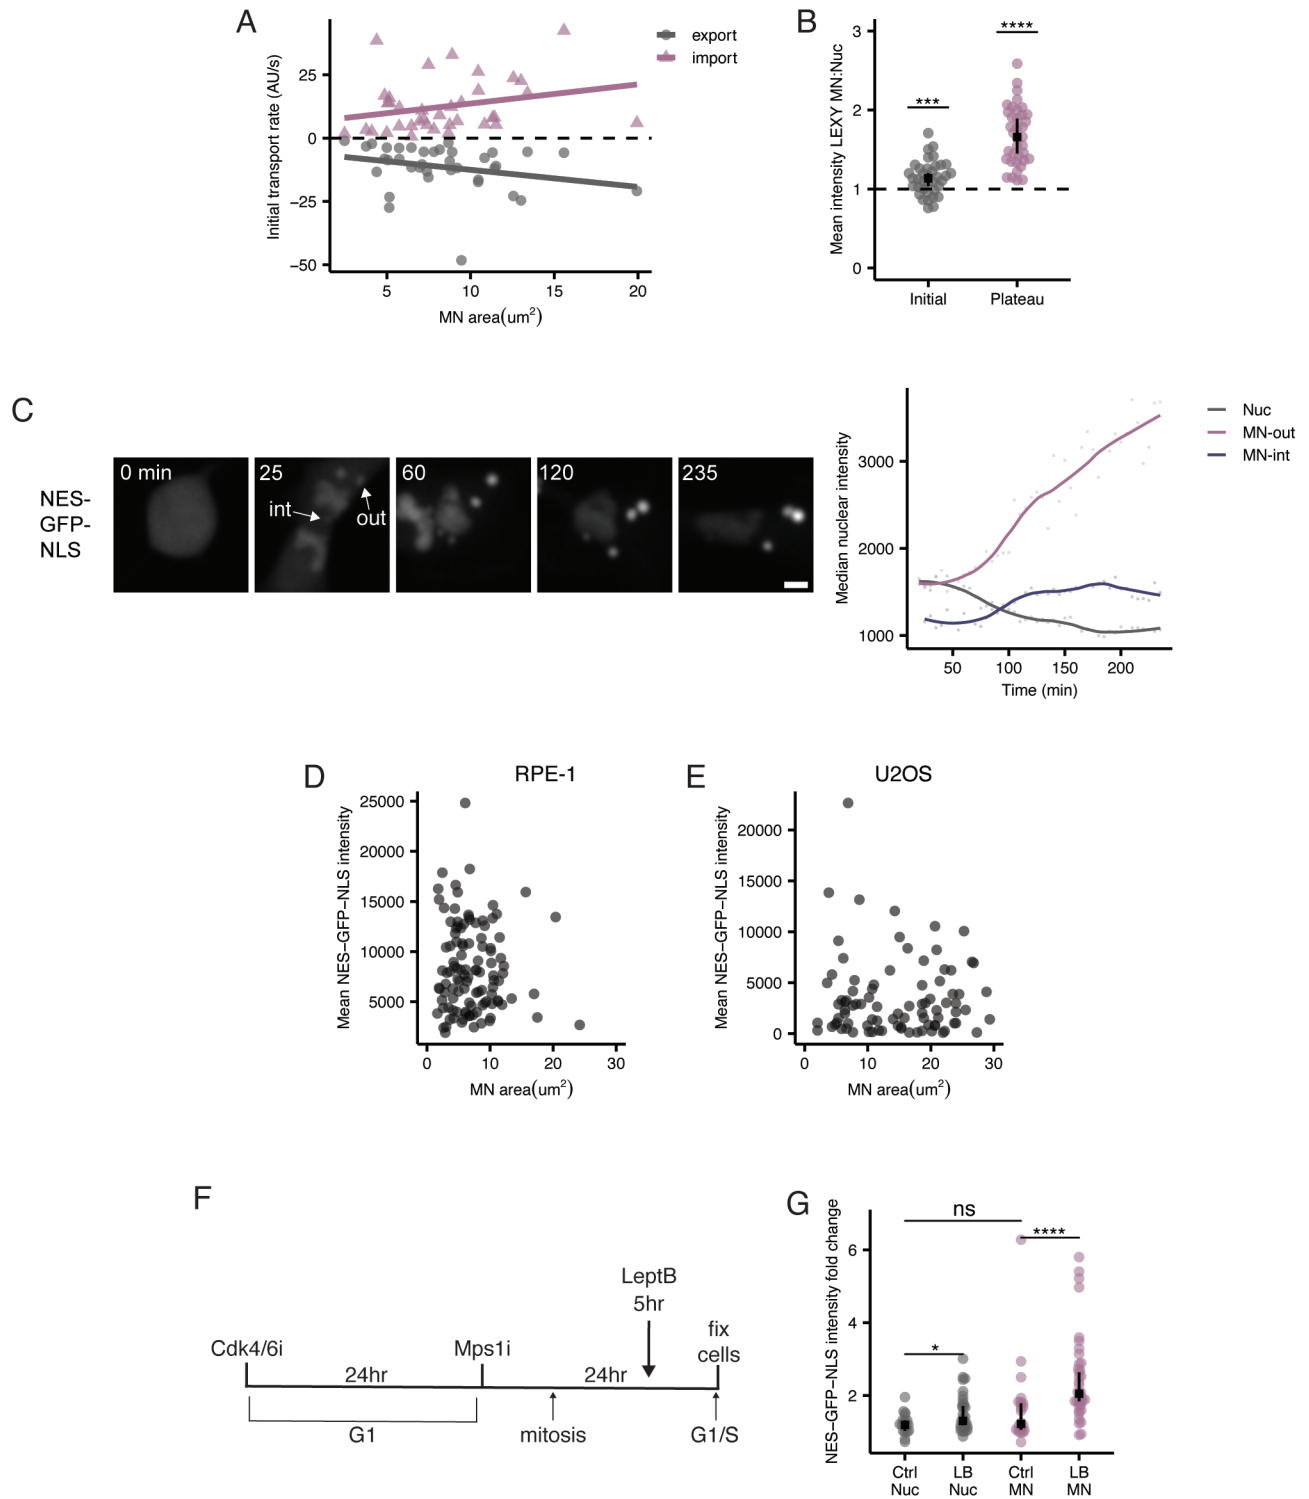 A
Initial transport rate (AU/s)
25
0
−25
−50
5
10
15
20
MN area(um²)
export
import
B
Mean intensity LEXY MN:Nuc
3
2
1
0
***
****
Initial
Plateau
C
NES-
GFP-
NLS
0 min
25
int
out
60
120
235
Median nuclear intensity
3000
2000
1000
50
100
150
200
Time (min)
Nuc
MN-out
MN-int
D
RPE-1
Mean NES−GFP−NLS intensity
25000
20000
15000
10000
5000
0
10
20
30
MN area(um²)
E
U2OS
Mean NES−GFP−NLS intensity
20000
15000
10000
5000
0
0
10
20
30
MN area(um²)
F
LeptB
5hr
Cdk4/6i
24hr
Mps1i
24hr
fix
cells
G1
mitosis
G1/S
G
NES−GFP−NLS intensity fold change
6
4
2
ns
****
*
Ctrl
Nuc
LB
Nuc
Ctrl
MN
LB
MN